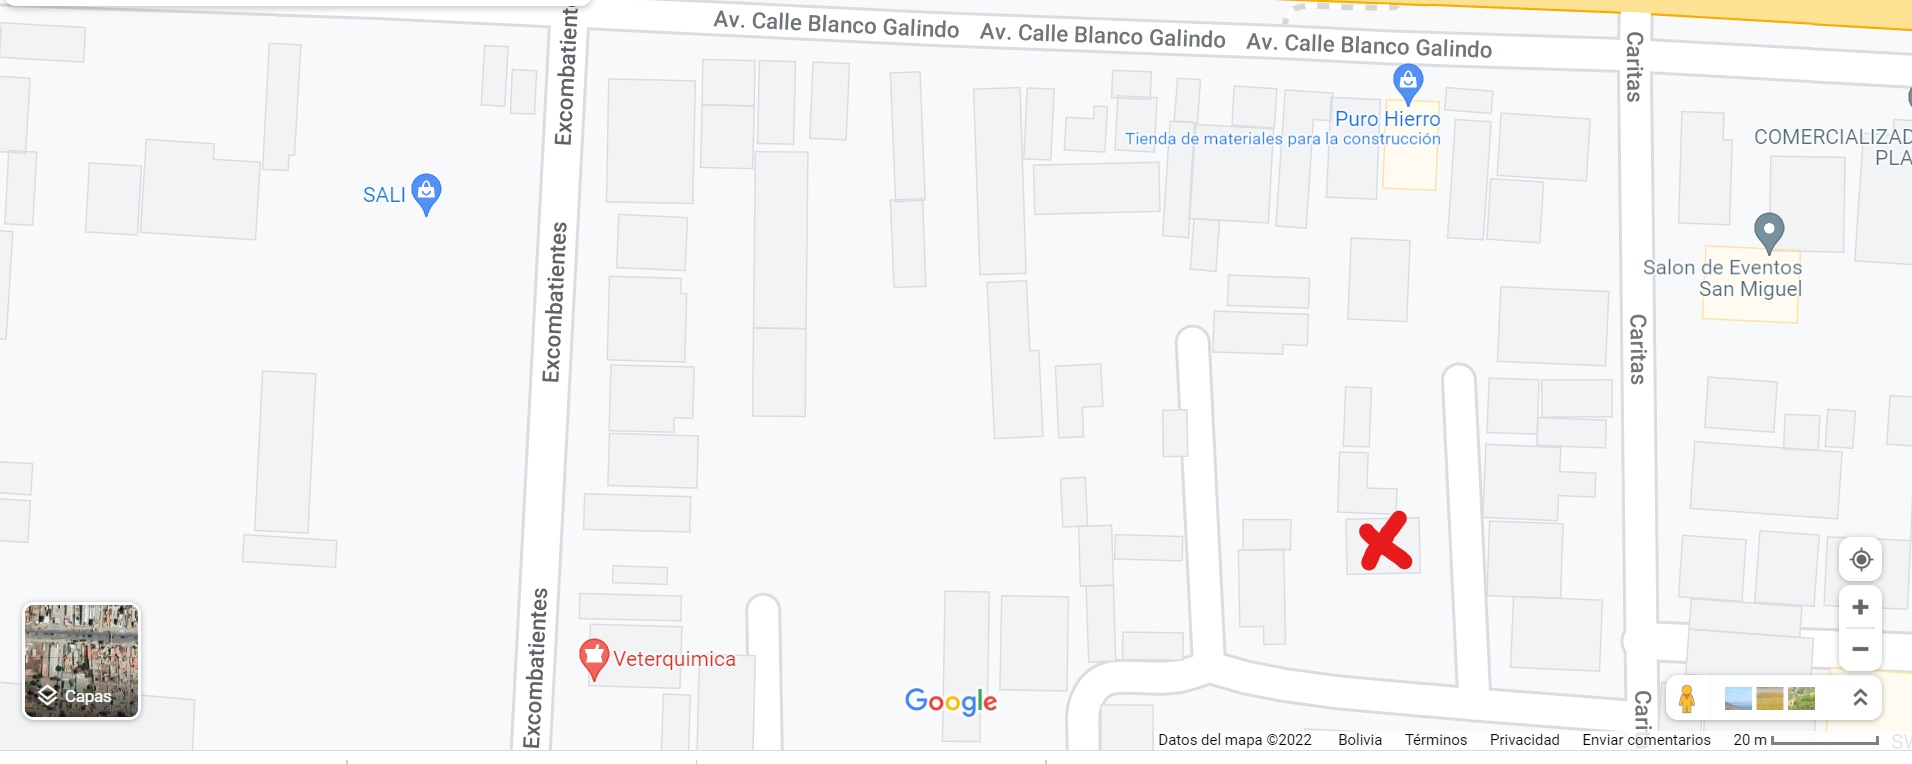 Av. Calle Blanco Galindo
Av. Calle Blanco Galindo
Av. Calle Blanco Galindo
Excombatient
Caritas
Puro Hierro
Tienda de materiales para la construcción
COMERCIALIZAD
PLA
SALI
Excombatientes
Salon de Eventos
San Miguel
Caritas
Excombatientes
Veterquimica
Capas
Google
Cari
Datos del mapa ©2022
Bolivia
Términos
Privacidad
Enviar comentarios
20 m